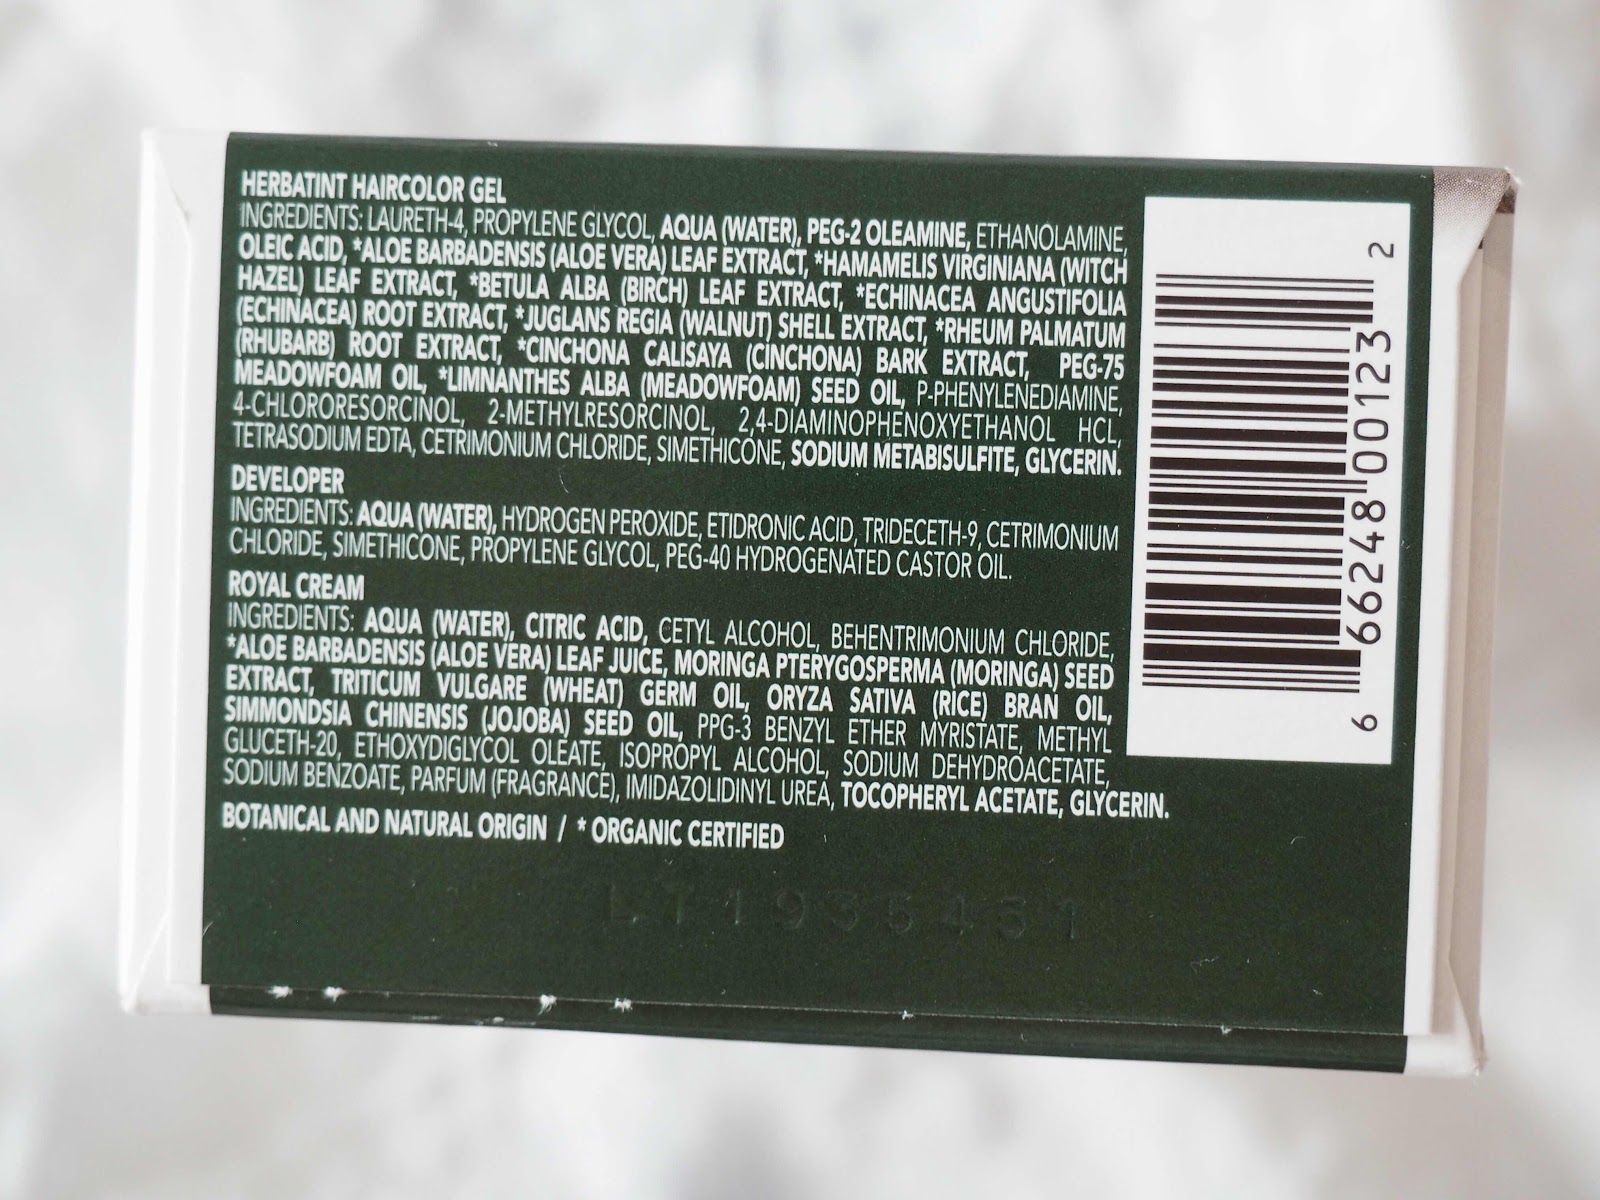 HERBATINT HAIRCOLOR GEL
INGREDIENTS: LAURETH-4, PROPYLENE GLYCOL, AQUA (WATER), PEG-2 OLEAMINE, ETHANOLAMINE,
OLEIC ACID, *ALOE BARBADENSIS (ALOE VERA) LEAF EXTRACT, *HAMAMELIS VIRGINIANA (WITCH
HAZEL) LEAF EXTRACT, *BETULA ALBA (BIRCH) LEAF EXTRACT, *ECHINACEA ANGUSTIFOLIA
(ECHINACEA) ROOT EXTRACT, *JUGLANS REGIA (WALNUT) SHELL EXTRACT, *RHEUM PALMATUM
(RHUBARB) ROOT EXTRACT, *CINCHONA CALISAYA (CINCHONA) BARK EXTRACT, PEG-75
MEADOWFOAM OIL, *LIMNANTHES ALBA (MEADOWFOAM) SEED OIL, P-PHENYLENEDIAMINE,
4-CHLORORESORCINOL, 2-METHYLRESORCINOL, 2,4-DIAMINOPHENOXYETHANOL HCL,
TETRASODIUM EDTA, CETRIMONIUM CHLORIDE, SIMETHICONE, SODIUM METABISULFITE, GLYCERIN.
DEVELOPER
INGREDIENTS: AQUA (WATER), HYDROGEN PEROXIDE, ETIDRONIC ACID, TRIDECETH-9, CETRIMONIUM
CHLORIDE, SIMETHICONE, PROPYLENE GLYCOL, PEG-40 HYDROGENATED CASTOR OIL.
ROYAL CREAM
INGREDIENTS: AQUA (WATER), CITRIC ACID, CETYL ALCOHOL, BEHENTRIMONIUM CHLORIDE,
*ALOE BARBADENSIS (ALOE VERA) LEAF JUICE, MORINGA PTERYGOSPERMA (MORINGA) SEED
EXTRACT, TRITICUM VULGARE (WHEAT) GERM OIL, ORYZA SATIVA (RICE) BRAN OIL,
SIMMONDSIA CHINENSIS (JOJOBA) SEED OIL, PPG-3 BENZYL ETHER MYRISTATE, METHYL
GLUCETH-20, ETHOXYDIGLYCOL OLEATE, ISOPROPYL ALCOHOL, SODIUM DEHYDROACETATE,
SODIUM BENZOATE, PARFUM (FRAGRANCE), IMIDAZOLIDINYL UREA, TOCOPHERYL ACETATE, GLYCERIN.
BOTANICAL AND NATURAL ORIGIN / * ORGANIC CERTIFIED
6 66248 00123 2